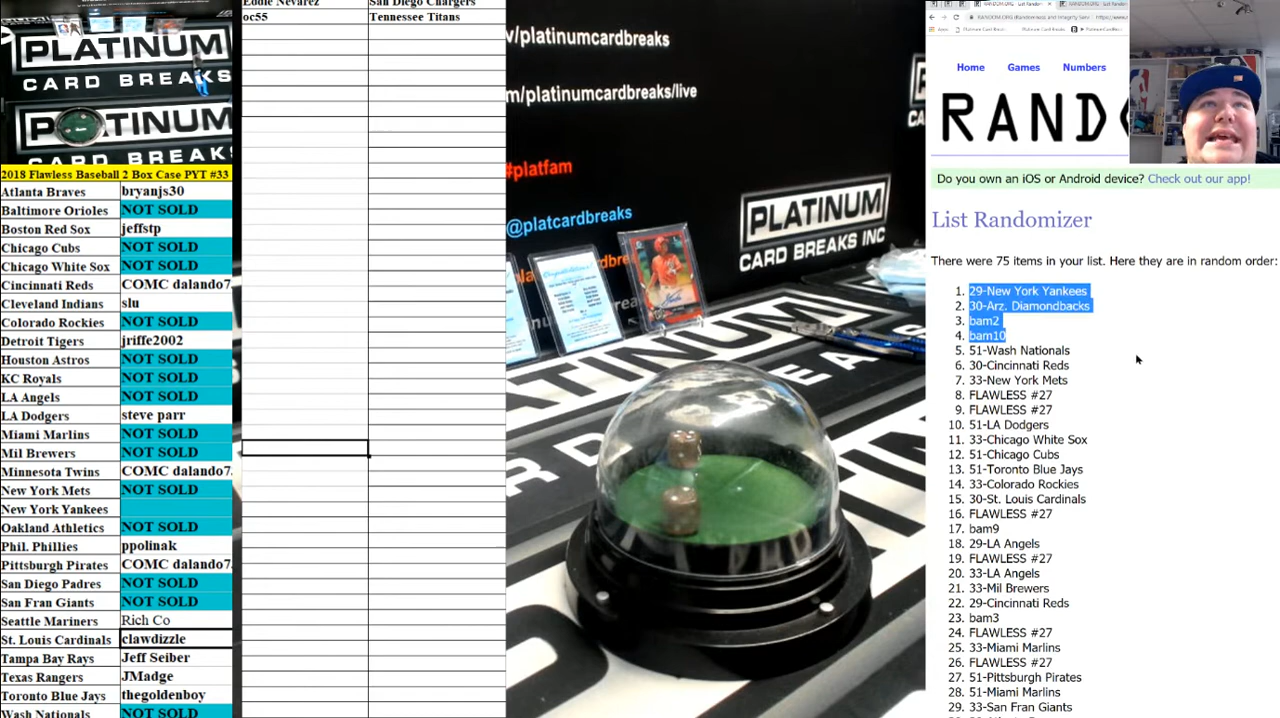 PLATINUM
CARD BREAKS
PLATINUM
CARD BREAKS
2018 Flawless Baseball 2 Box Case PYT #33
Atlanta Braves bryanjs30
Baltimore Orioles NOT SOLD
Boston Red Sox jeffstp
Chicago Cubs NOT SOLD
Chicago White Sox NOT SOLD
Cincinnati Reds COMC dalando7
Cleveland Indians slu
Colorado Rockies NOT SOLD
Detroit Tigers jriffe2002
Houston Astros NOT SOLD
KC Royals NOT SOLD
LA Angels NOT SOLD
LA Dodgers steve parr
Miami Marlins NOT SOLD
Mil Brewers NOT SOLD
Minnesota Twins COMC dalando7
New York Mets NOT SOLD
New York Yankees
Oakland Athletics NOT SOLD
Phil. Phillies ppolinak
Pittsburgh Pirates COMC dalando7
San Diego Padres NOT SOLD
San Fran Giants NOT SOLD
Seattle Mariners Rich Co
St. Louis Cardinals clawdizzle
Tampa Bay Rays Jeff Seiber
Texas Rangers JMadge
Toronto Blue Jays thegoldenboy
Wash Nationals NOT SOLD
Eddie Nevarez San Diego Chargers
oc55 Tennessee Titans
v/platinumcardbreaks
m/platinumcardbreaks/live
#platfam
@platcardbreaks
PLATINUM
CARD BREAKS INC
Home Games Numbers
RAND
Do you own an iOS or Android device? Check out our app!
List Randomizer
There were 75 items in your list. Here they are in random order:
1. 29-New York Yankees
2. 30-Arz. Diamondbacks
3. bam2
4. bam10
5. 51-Wash Nationals
6. 30-Cincinnati Reds
7. 33-New York Mets
8. FLAWLESS #27
9. FLAWLESS #27
10. 51-LA Dodgers
11. 33-Chicago White Sox
12. 51-Chicago Cubs
13. 51-Toronto Blue Jays
14. 33-Colorado Rockies
15. 30-St. Louis Cardinals
16. FLAWLESS #27
17. bam9
18. 29-LA Angels
19. FLAWLESS #27
20. 33-LA Angels
21. 33-Mil Brewers
22. 29-Cincinnati Reds
23. bam3
24. FLAWLESS #27
25. 33-Miami Marlins
26. FLAWLESS #27
27. 51-Pittsburgh Pirates
28. 51-Miami Marlins
29. 33-San Fran Giants